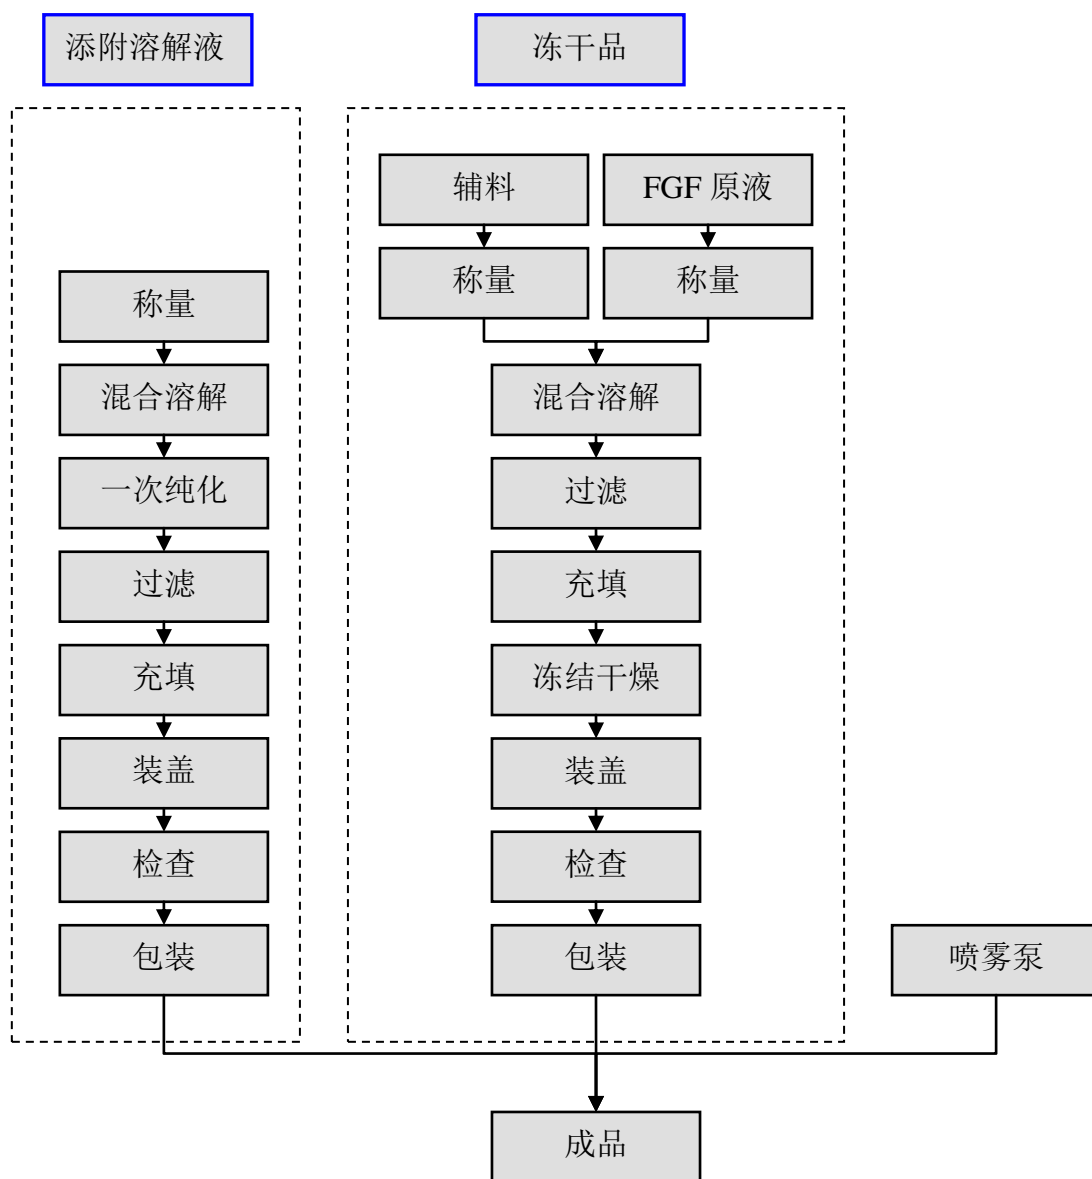 添附溶解液
冻干品
辅料
FGF 原液
称量
称量
称量
混合溶解
混合溶解
一次纯化
过滤
过滤
充填
充填
冻结干燥
装盖
装盖
检查
检查
包装
包装
喷雾泵
成品